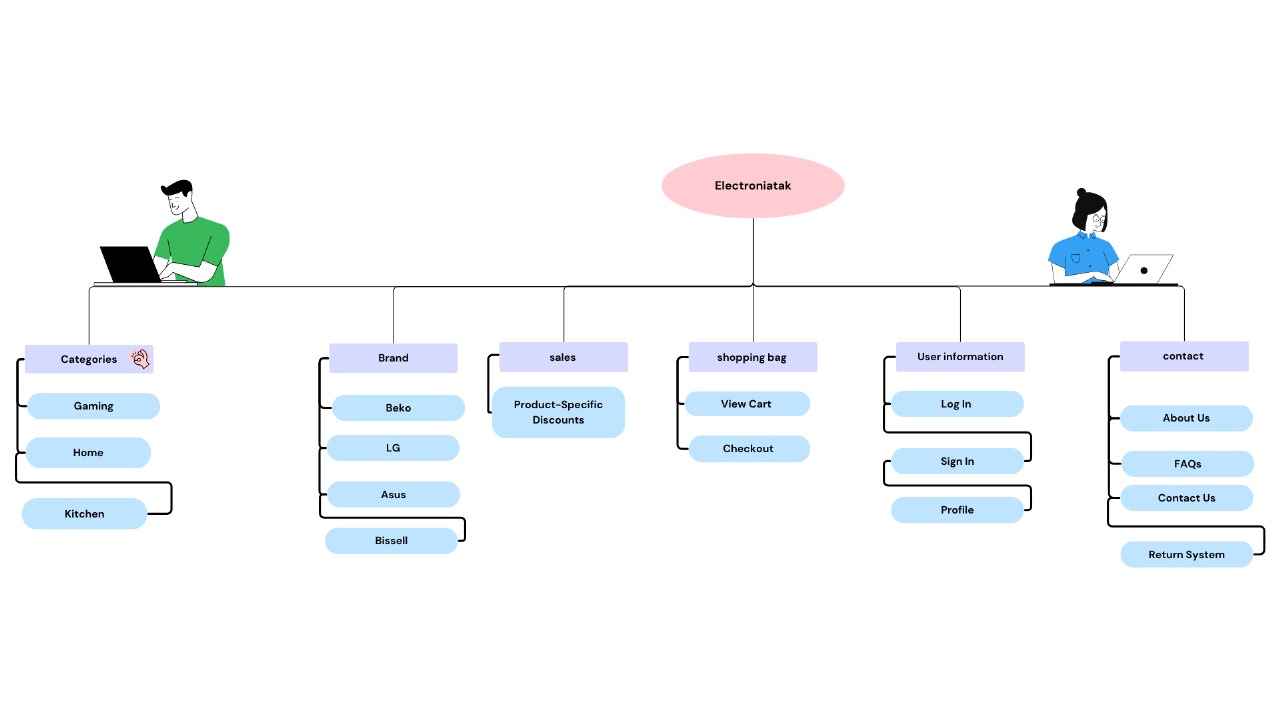 Electroniatak
Categories
Gaming
Home
Kitchen
Brand
Beko
LG
Asus
Bissell
sales
Product-Specific
Discounts
shopping bag
View Cart
Checkout
User information
Log In
Sign In
Profile
contact
About Us
FAQs
Contact Us
Return System